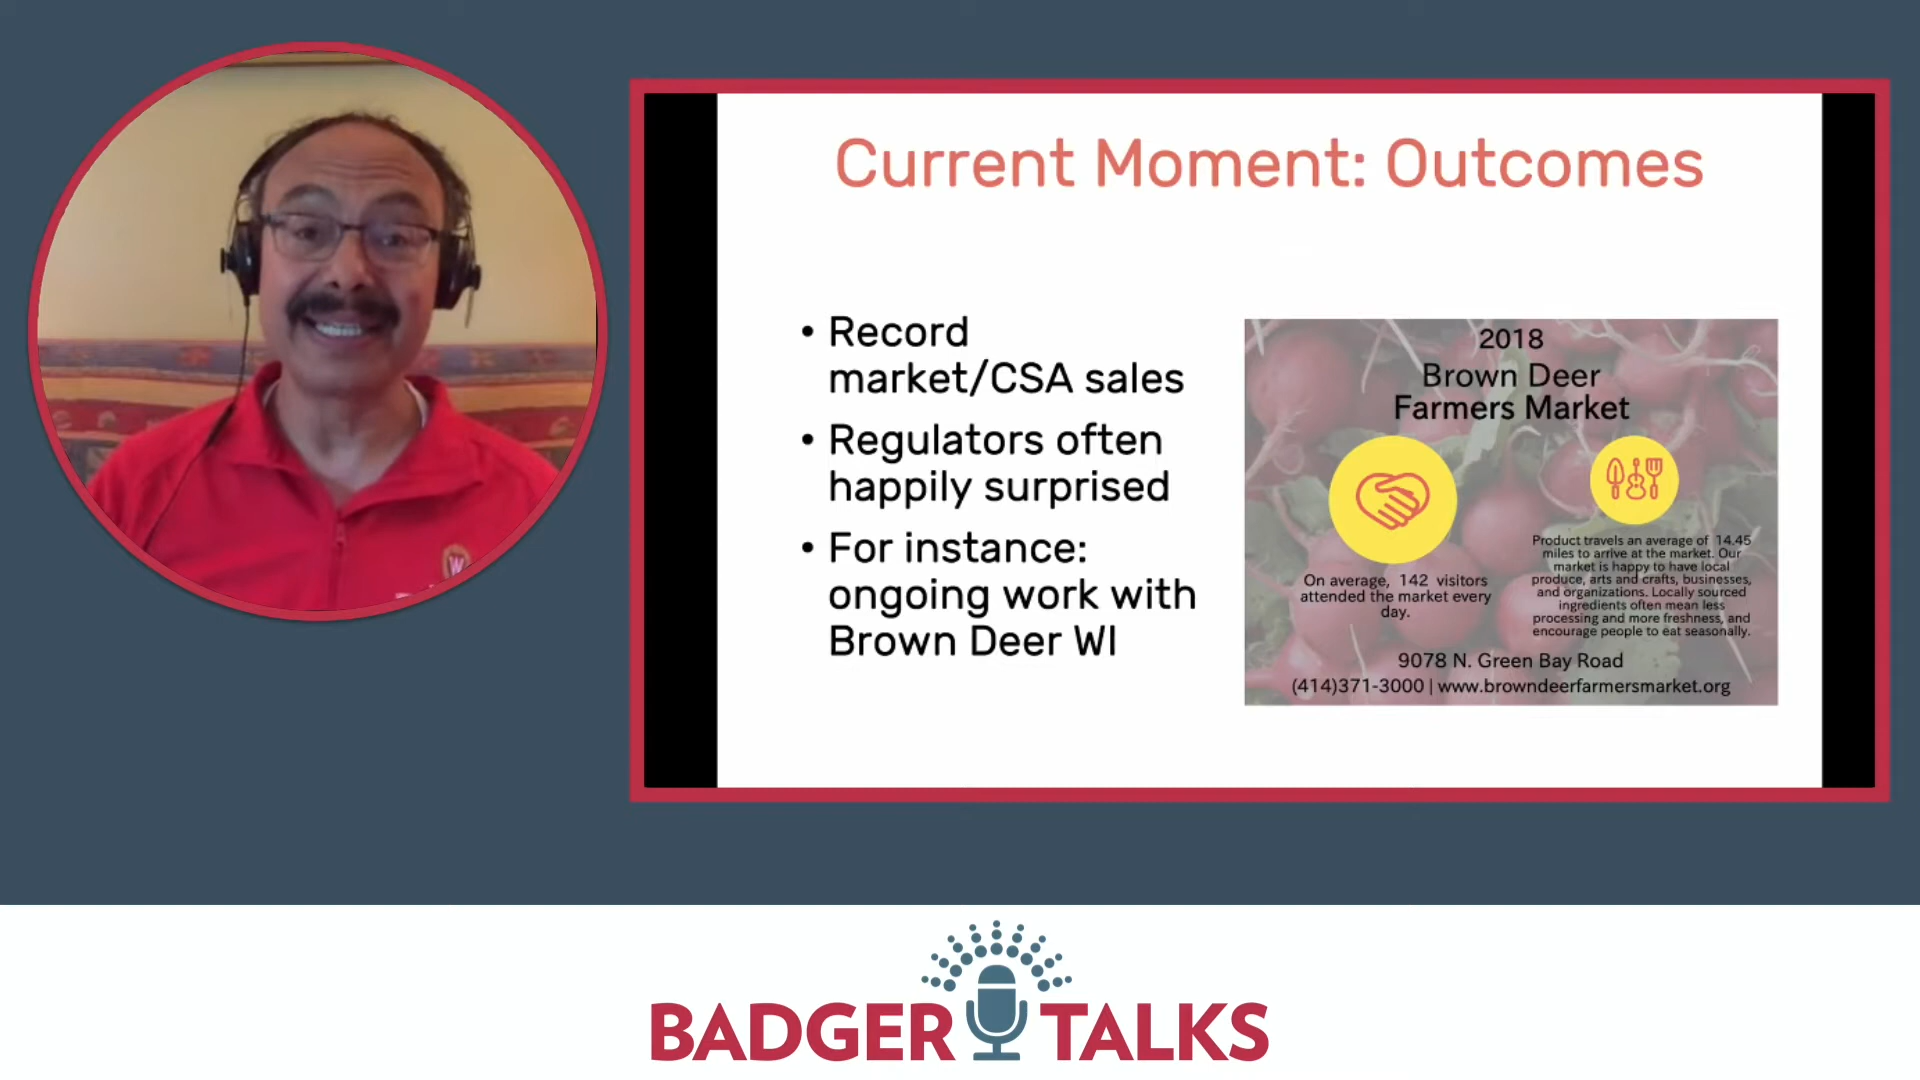 Current Moment: Outcomes
• Record
market/CSA sales
• Regulators often
happily surprised
• For instance:
ongoing work with
Brown Deer WI
2018
Brown Deer
Farmers Market
On average, 142 visitors
attended the market every
day.
Product travels an average of 14.45
miles to arrive at the market. Our
market is happy to have local
produce, arts and crafts, businesses,
and organizations. Locally sourced
ingredients often mean less
processing and more freshness, and
encourage people to eat seasonally.
9078 N. Green Bay Road
(414)371-3000 | www.browndeerfarmersmarket.org
W
BADGER TALKS